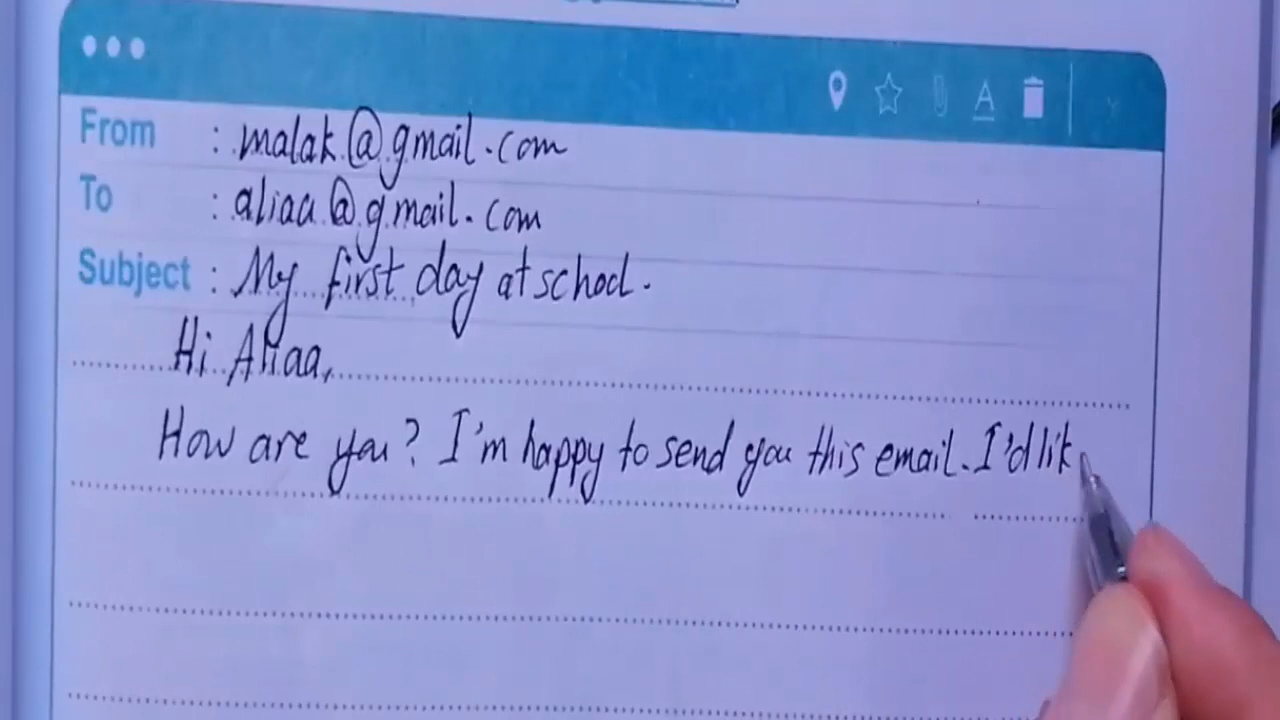 From : malak@gmail.com
To : aliaa@gmail.com
Subject : My first day at school.
Hi Aliaa,
How are you? I'm happy to send you this email. I'd lik